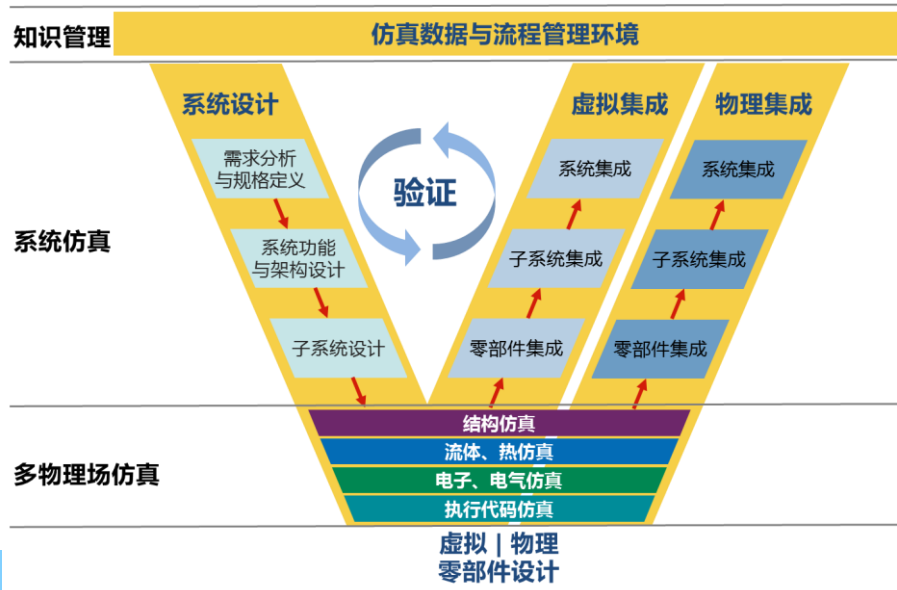 知识管理
仿真数据与流程管理环境
系统设计
虚拟集成
物理集成
需求分析
与规格定义
系统集成
系统集成
验证
系统仿真
系统功能
与架构设计
子系统集成
子系统集成
子系统设计
零部件集成
零部件集成
多物理场仿真
结构仿真
流体、热仿真
电子、电气仿真
执行代码仿真
虚拟 | 物理
零部件设计